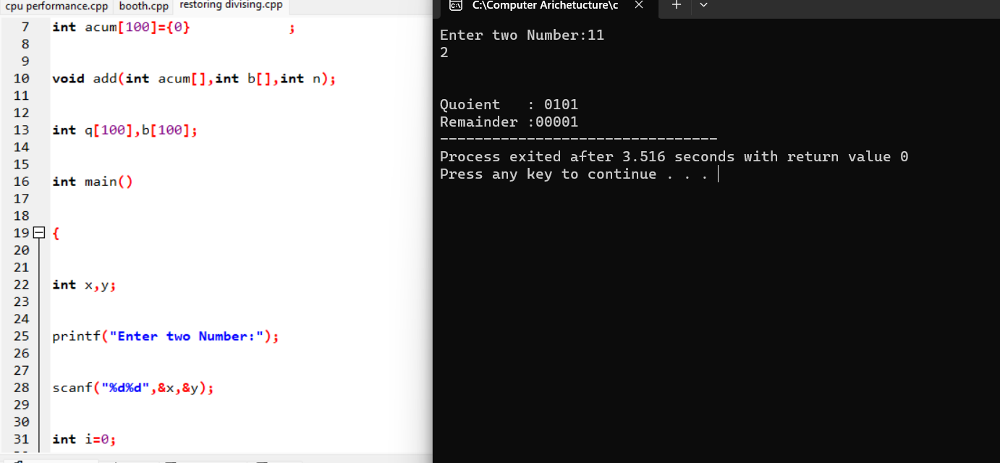 cpu performance.cpp booth.cpp restoring divising.cpp
7 int acum[100]={0} ;
8
9
10 void add(int acum[],int b[],int n);
11
12
13 int q[100],b[100];
14
15
16 int main()
17
18
19 {
20
21
22 int x,y;
23
24
25 printf("Enter two Number:");
26
27
28 scanf("%d%d",&x,&y);
29
30
31 int i=0;
C:\Computer Arichetucture\c
Enter two Number:11
2
Quoient : 0101
Remainder :00001
--------------------------------
Process exited after 3.516 seconds with return value 0
Press any key to continue . . .